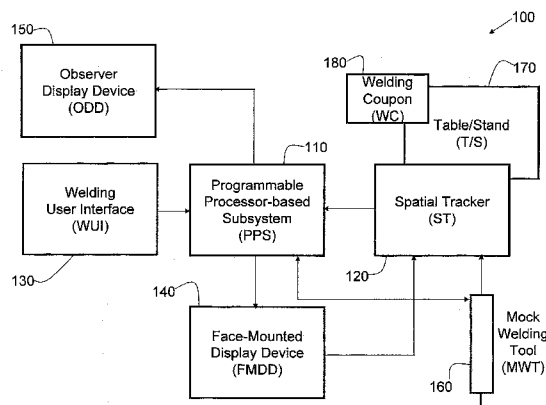 100
150
Observer
Display Device
(ODD)
180
Welding
Coupon
(WC)
170
Table/Stand
(T/S)
110
Welding
User Interface
(WUI)
130
Programmable
Processor-based
Subsystem
(PPS)
Spatial Tracker
(ST)
120
140
Face-Mounted
Display Device
(FMDD)
Mock
Welding
Tool
(MWT)
160